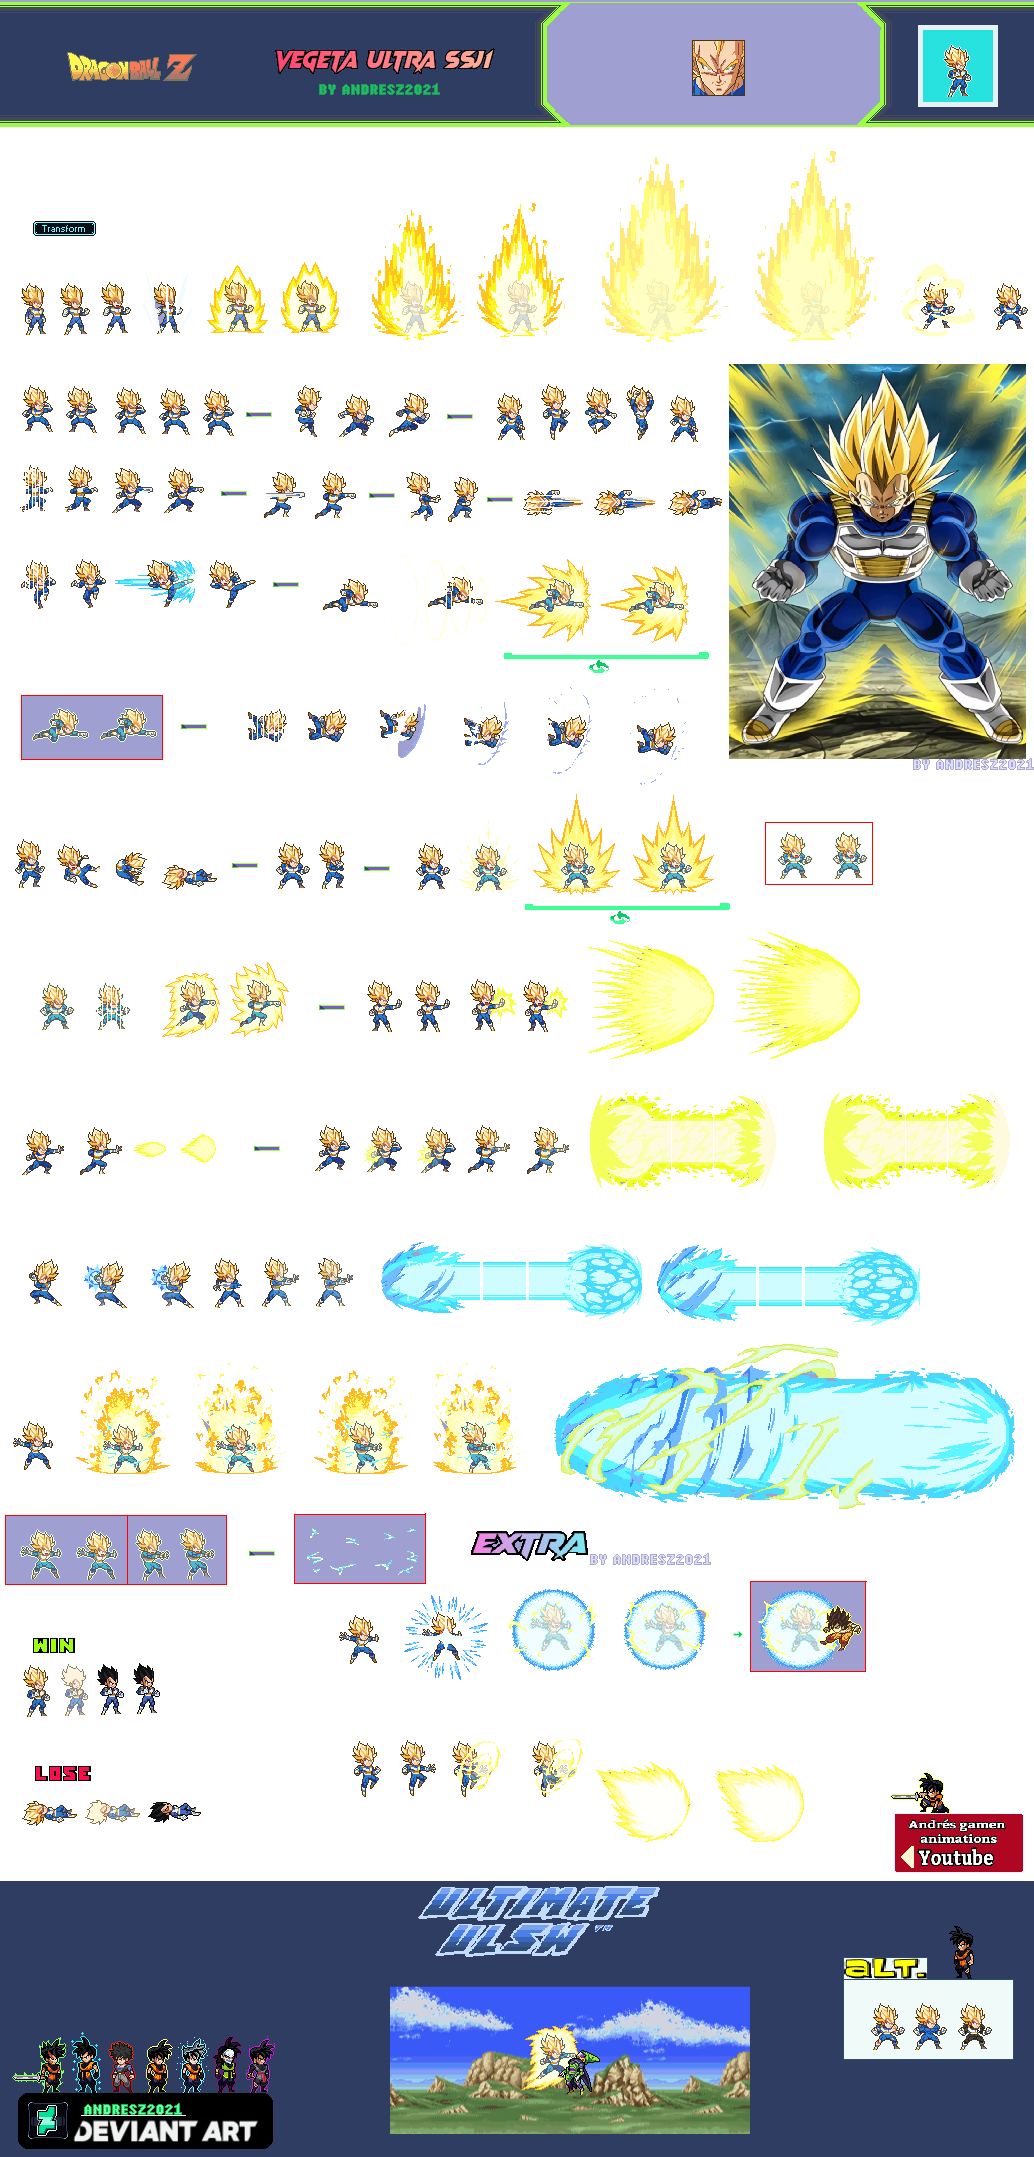 DRAGON BALL Z
VEGETA ULTRA SSJ1
BY ANDRESZ2021
Transform
BY ANDRESZ2021
EXTRA
BY ANDRESZ2021
WIN
LOSE
Andrés gamen
animations
Youtube
ULTIMATE
ULSW
ALT.
ANDRESZ2021
DEVIANT ART